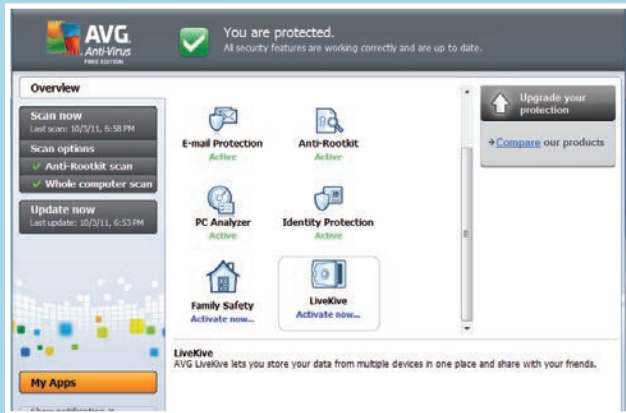 AVG
Anti-Virus
FREE EDITION
You are protected.
All security features are working correctly and are up to date.
Overview
Scan now
Last scan: 10/3/11, 6:58 PM
Scan options
Anti-Rootkit scan
Whole computer scan
Update now
Last update: 10/3/11, 6:53 PM
My Apps
Show notification
E-mail Protection
Active
Anti-Rootkit
Active
PC Analyzer
Active
Identity Protection
Active
Family Safety
Activate now...
LiveKive
Activate now...
LiveKive
AVG LiveKive lets you store your data from multiple devices in one place and share with your friends.
Upgrade your
protection
Compare our products